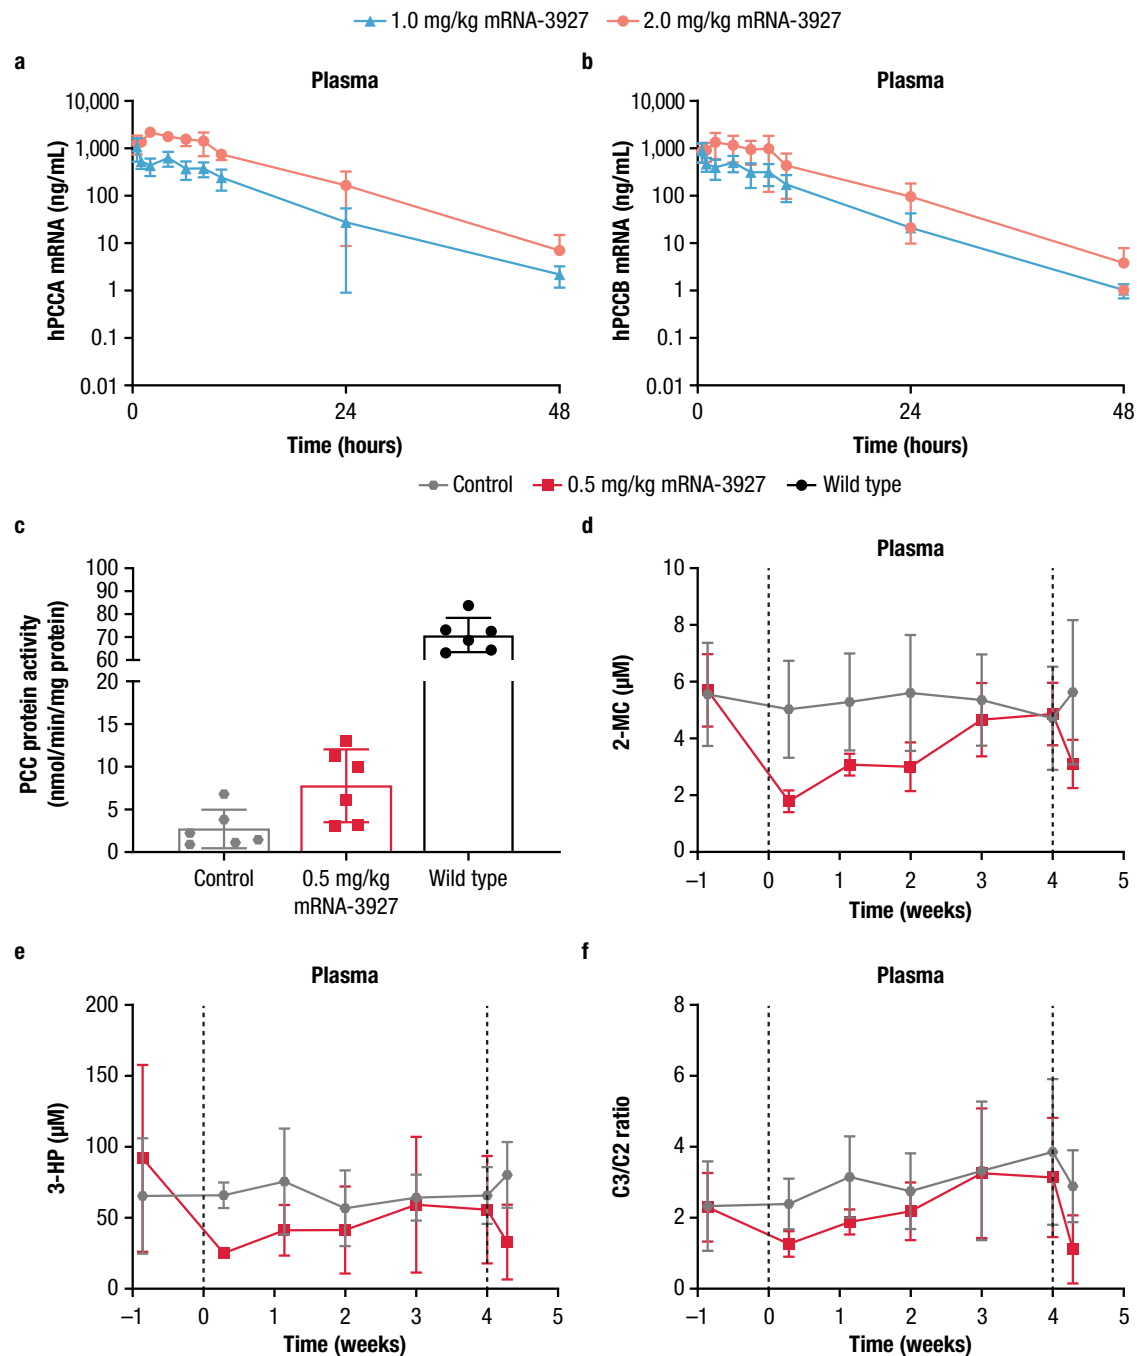 1.0 mg/kg mRNA-3927 2.0 mg/kg mRNA-3927
a
Plasma
hPCCA mRNA (ng/mL)
10,000
1,000
100
10
1
0.1
0.01
0 24 48
Time (hours)
b
Plasma
hPCCB mRNA (ng/mL)
10,000
1,000
100
10
1
0.1
0.01
0 24 48
Time (hours)
Control 0.5 mg/kg mRNA-3927 Wild type
c
PCC protein activity
(nmol/min/mg protein)
100
90
80
70
60
20
15
10
5
0
Control 0.5 mg/kg Wild type
mRNA-3927
d
Plasma
2-MC (µM)
10
8
6
4
2
0
–1 0 1 2 3 4 5
Time (weeks)
e
Plasma
3-HP (µM)
200
150
100
50
0
–1 0 1 2 3 4 5
Time (weeks)
f
Plasma
C3/C2 ratio
8
6
4
2
0
–1 0 1 2 3 4 5
Time (weeks)